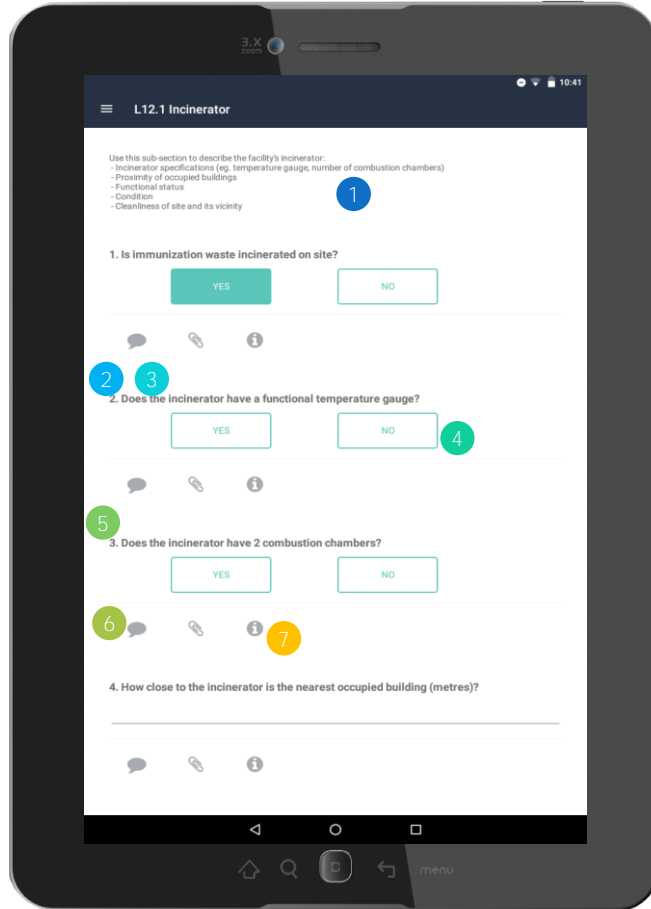 3.X
zoom
10:41
L12.1 Incinerator
Use this sub-section to describe the facility's incinerator:
- Incinerator specifications (eg. temperature gauge, number of combustion chambers)
- Proximity of occupied buildings
- Functional status
- Condition
- Cleanliness of site and its vicinity
1
1. Is immunization waste incinerated on site?
YES NO
2 3
2. Does the incinerator have a functional temperature gauge?
YES NO
4
5
3. Does the incinerator have 2 combustion chambers?
YES NO
6 7
4. How close to the incinerator is the nearest occupied building (metres)?
menu